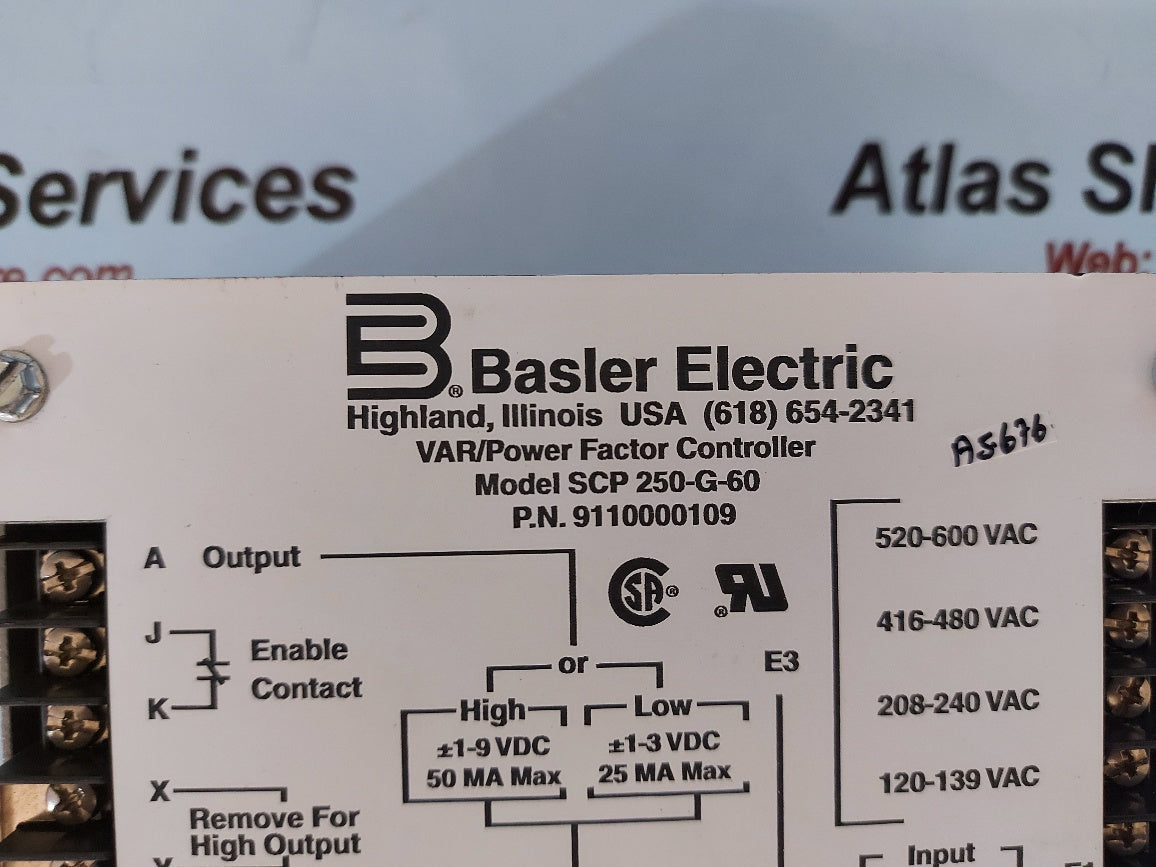 Services
Atlas
Web:
Basler Electric
Highland, Illinois USA (618) 654-2341
VAR/Power Factor Controller
Model SCP 250-G-60
P.N. 9110000109
A5676
A Output
J
Enable
Contact
K
or
E3
High
±1-9 VDC
50 MA Max
Low
±1-3 VDC
25 MA Max
X
Remove For
High Output
520-600 VAC
416-480 VAC
208-240 VAC
120-139 VAC
Input